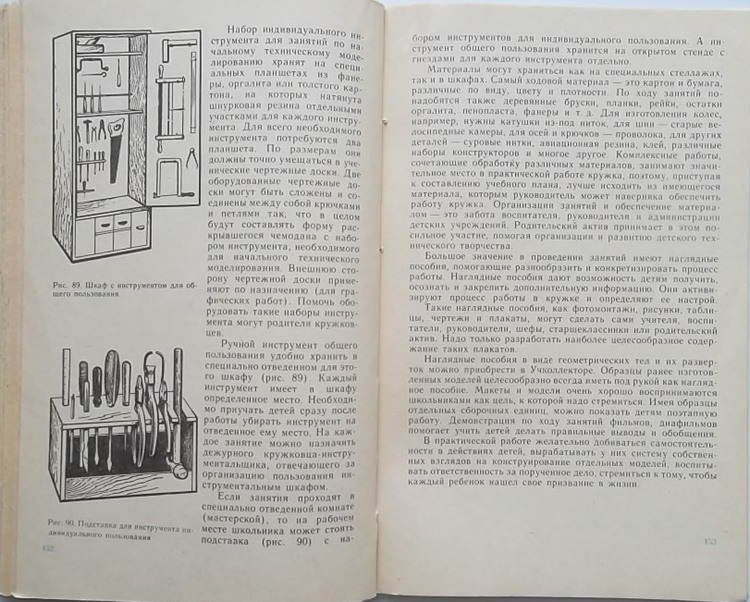 Набор индивидуального ин-
струмента для занятий по на-
чальному техническому моде-
лированию хранят на специ-
альных планшетах из фане-
ры, оргалита или толстого кар-
тона, на которых натянута
шнурковая резина отдельными
участками для каждого инстру-
мента. Для всего необходимого
инструмента потребуются два
планшета. По размерам они
должны точно умещаться в уче-
нические чертежные доски. Две
оборудованные чертежные до-
ски могут быть сложены и со-
единены между собой крючками
и петлями так, что в целом
будут составлять форму рас-
крывшегося чемодана с набо-
ром инструмента, необходимого
для начального технического
моделирования. Внешнюю сто-
рону чертежной доски приме-
няют по назначению (для гра-
фических работ). Помочь обо-
рудовать такие наборы инстру-
мента могут родители кружков-
цев.
Ручной инструмент общего
пользования удобно хранить в
специально отведенном для это-
го шкафу (рис. 89). Каждый
инструмент имеет в шкафу
определенное место. Необходи-
мо приучать детей сразу после
работы убирать инструмент на
отведенное ему место. На каж-
дое занятие можно назначить
дежурного кружковца-инстру-
ментальщика, отвечающего за
организацию пользования ин-
струментальным шкафом.
Если занятия проходят в
специально отведенной комнате
(мастерской), то на рабочем
месте школьника может стоять
подставка (рис. 90) с на-
Рис. 89. Шкаф с инструментом для об-
щего пользования
Рис. 90. Подставка для инструмента ин-
дивидуального пользования
152
бором инструментов для индивидуального пользования. А ин-
струмент общего пользования хранится на открытом стенде с
гнездами для каждого инструмента отдельно.
Материалы могут храниться как на специальных стеллажах,
так и в шкафах. Самый ходовой материал — это картон и бумага,
различные по виду, цвету и плотности. По ходу занятий по-
надобятся также деревянные бруски, планки, рейки, остатки
оргалита, пенопласта, фанеры и т. д. Для изготовления колес,
например, нужны катушки из-под ниток, для шин — старые ве-
лосипедные камеры, для осей и крючков — проволока, для других
деталей — суровые нитки, авиационная резина, клей, различные
наборы конструкторов и многое другое. Комплексные работы,
сочетающие обработку различных материалов, занимают значи-
тельное место в практической работе кружка, поэтому, приступая
к составлению учебного плана, лучше исходить из имеющегося
материала, которым руководитель может наверняка обеспечить
работу кружка. Организация занятий и обеспечение материа-
лом — это забота воспитателя, руководителя и администрации
детских учреждений. Родительский актив принимает в этом по-
сильное участие, помогая организации и развитию детского тех-
нического творчества.
Большое значение в проведении занятий имеют наглядные
пособия, помогающие разнообразить и конкретизировать процесс
работы. Наглядные пособия дают возможность детям получить,
осознать и закрепить дополнительную информацию. Они активи-
зируют процесс работы в кружке и определяют ее настрой.
Такие наглядные пособия, как фотомонтажи, рисунки, табли-
цы, чертежи и плакаты, могут сделать сами учителя, воспи-
татели, руководители, шефы, старшеклассники или родительский
актив. Надо только разработать наиболее целесообразное содер-
жание таких плакатов.
Наглядные пособия в виде геометрических тел и их развер-
ток можно приобрести в Учколлекторе. Образцы ранее изготов-
ленных моделей целесообразно всегда иметь под рукой как нагляд-
ное пособие. Макеты и модели очень хорошо воспринимаются
школьниками как цель, к которой надо стремиться. Имея образцы
отдельных сборочных единиц, можно показать детям поэтапную
работу. Демонстрация по ходу занятий фильмов, диафильмов
помогает учить детей делать правильные выводы и обобщения.
В практической работе желательно добиваться самостоятель-
ности в действиях детей, вырабатывать у них систему собствен-
ных взглядов на конструирование отдельных моделей, воспиты-
вать ответственность за порученное дело, стремиться к тому, чтобы
каждый ребенок нашел свое призвание в жизни.
153